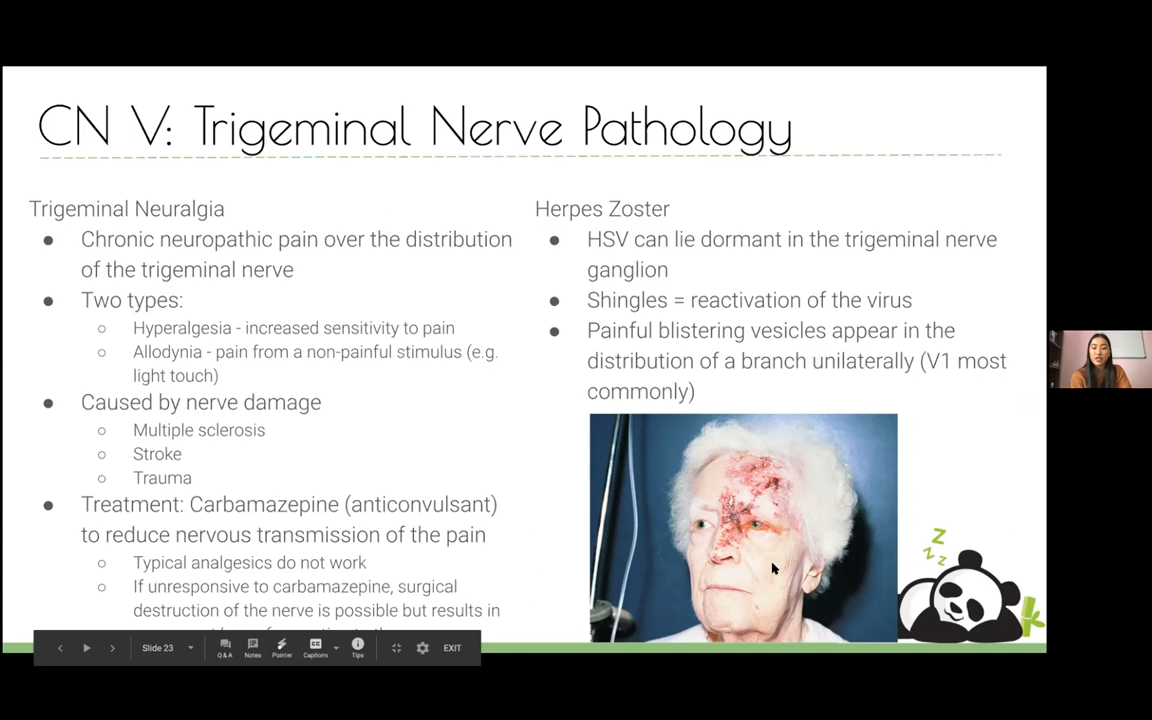 CN V: Trigeminal Nerve Pathology
Trigeminal Neuralgia
● Chronic neuropathic pain over the distribution
of the trigeminal nerve
● Two types:
○ Hyperalgesia - increased sensitivity to pain
○ Allodynia - pain from a non-painful stimulus (e.g.
light touch)
● Caused by nerve damage
○ Multiple sclerosis
○ Stroke
○ Trauma
● Treatment: Carbamazepine (anticonvulsant)
to reduce nervous transmission of the pain
○ Typical analgesics do not work
○ If unresponsive to carbamazepine, surgical
destruction of the nerve is possible but results in
Herpes Zoster
● HSV can lie dormant in the trigeminal nerve
ganglion
● Shingles = reactivation of the virus
● Painful blistering vesicles appear in the
distribution of a branch unilaterally (V1 most
commonly)
z
z z
Slide 23
Q & A
Notes
Pointer
CC
Captions
Tips
EXIT